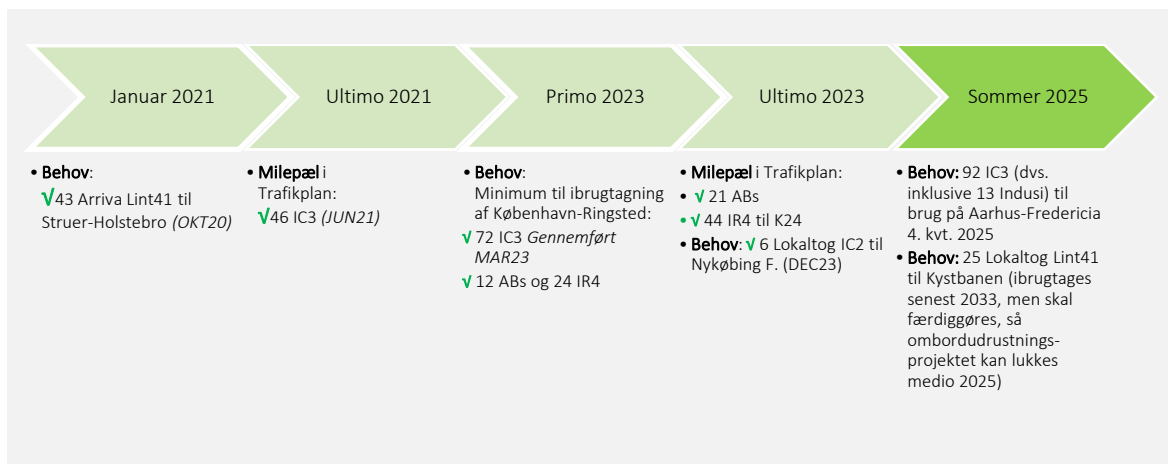 Januar 2021
Ultimo 2021
Primo 2023
Ultimo 2023
Sommer 2025
• Behov:
√43 Arriva Lint41 til
Struer-Holstebro (OKT20)
• Milepæl i
Trafikplan:
√46 IC3 (JUN21)
• Behov:
Minimum til ibrugtagning
af København-Ringsted:
√ 72 IC3 Gennemført
MAR23
√ 12 ABs og 24 IR4
• Milepæl i Trafikplan:
• √ 21 ABs
• √ 44 IR4 til K24
• Behov: √ 6 Lokaltog IC2 til
Nykøbing F. (DEC23)
• Behov: 92 IC3 (dvs.
inklusive 13 Indusi) til
brug på Aarhus-Fredericia
4. kvt. 2025
• Behov: 25 Lokaltog Lint41
til Kystbanen (ibrugtages
senest 2033, men skal
færdiggøres, så
ombordudrustnings-
projektet kan lukkes
medio 2025)